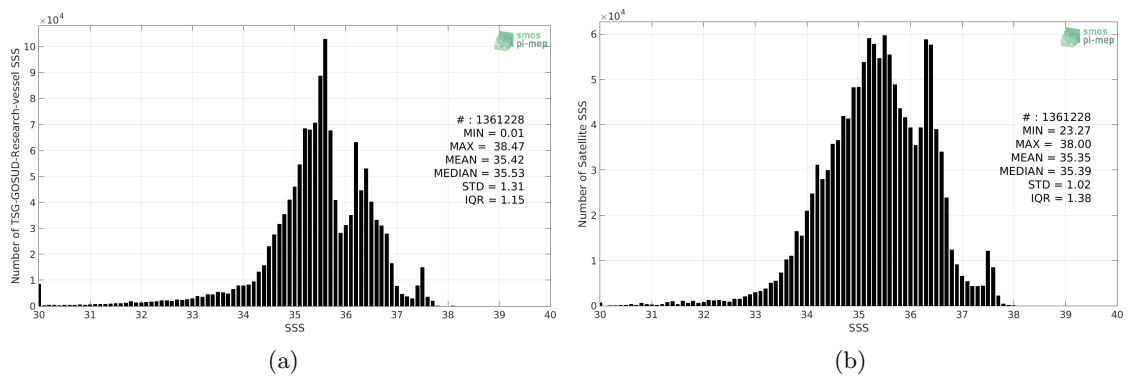 ×10⁴
10
9
8
7
6
5
4
3
2
1
0
Number of TSG-GOSUD-Research-vessel SSS
30 31 32 33 34 35 36 37 38 39 40
SSS
smos
pi-mep
# : 1361228
MIN = 0.01
MAX = 38.47
MEAN = 35.42
MEDIAN = 35.53
STD = 1.31
IQR = 1.15
(a)
×10⁴
6
5
4
3
2
1
0
Number of Satellite SSS
30 31 32 33 34 35 36 37 38 39 40
SSS
smos
pi-mep
# : 1361228
MIN = 23.27
MAX = 38.00
MEAN = 35.35
MEDIAN = 35.39
STD = 1.02
IQR = 1.38
(b)